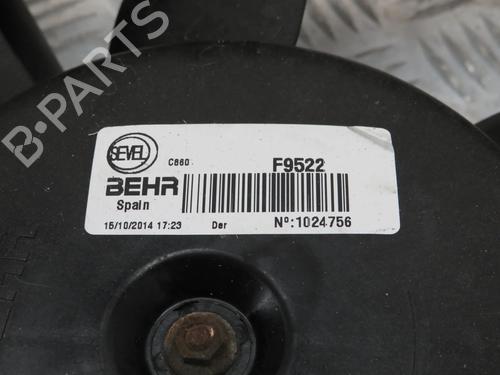 SEVEL
C860
F9522
BEHR
Spain
15/10/2014 17:23
Der
Nº:1024756
B-PARTS